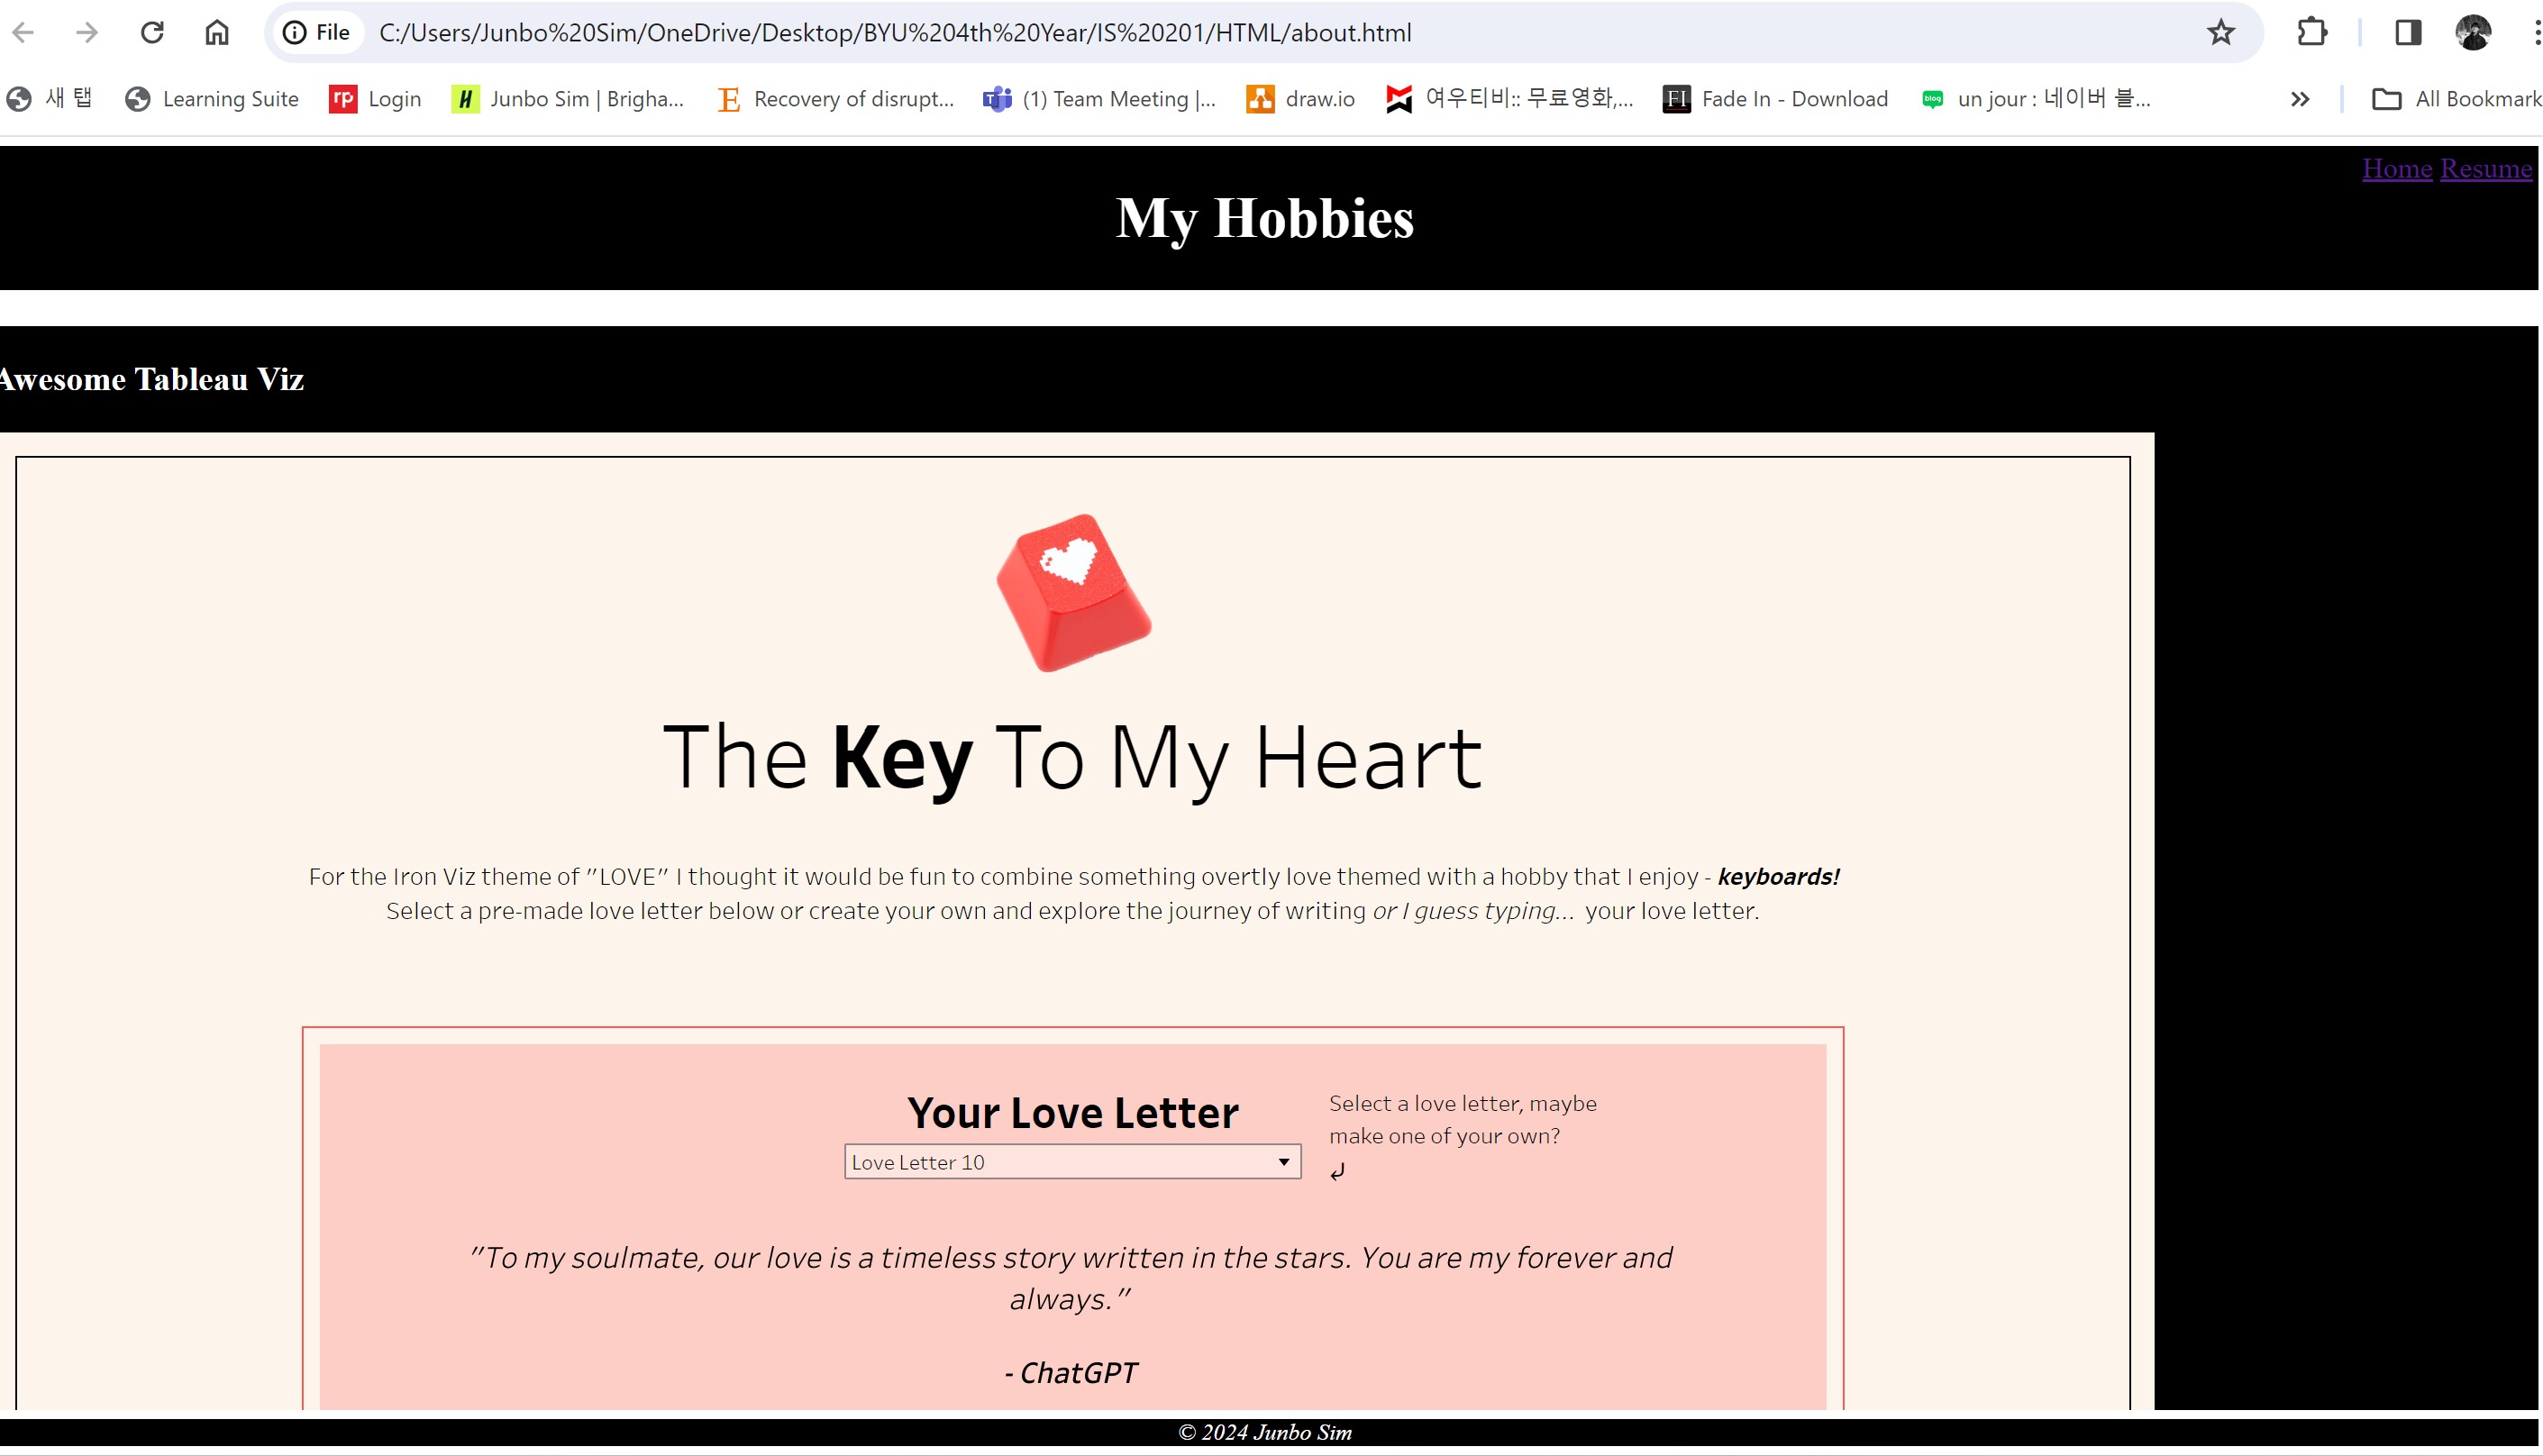 File C:/Users/Junbo%20Sim/OneDrive/Desktop/BYU%204th%20Year/IS%20201/HTML/about.html
새 탭 Learning Suite rp Login H Junbo Sim | Brigha... E Recovery of disrupt... (1) Team Meeting |... draw.io 여우티비:: 무료영화,... FI Fade In - Download blog un jour : 네이버 블... All Bookmark
Home Resume
My Hobbies
Awesome Tableau Viz
The Key To My Heart
For the Iron Viz theme of "LOVE" I thought it would be fun to combine something overtly love themed with a hobby that I enjoy - keyboards!
Select a pre-made love letter below or create your own and explore the journey of writing or I guess typing... your love letter.
Your Love Letter
Select a love letter, maybe
make one of your own?
Love Letter 10
"To my soulmate, our love is a timeless story written in the stars. You are my forever and
always."
- ChatGPT
© 2024 Junbo Sim